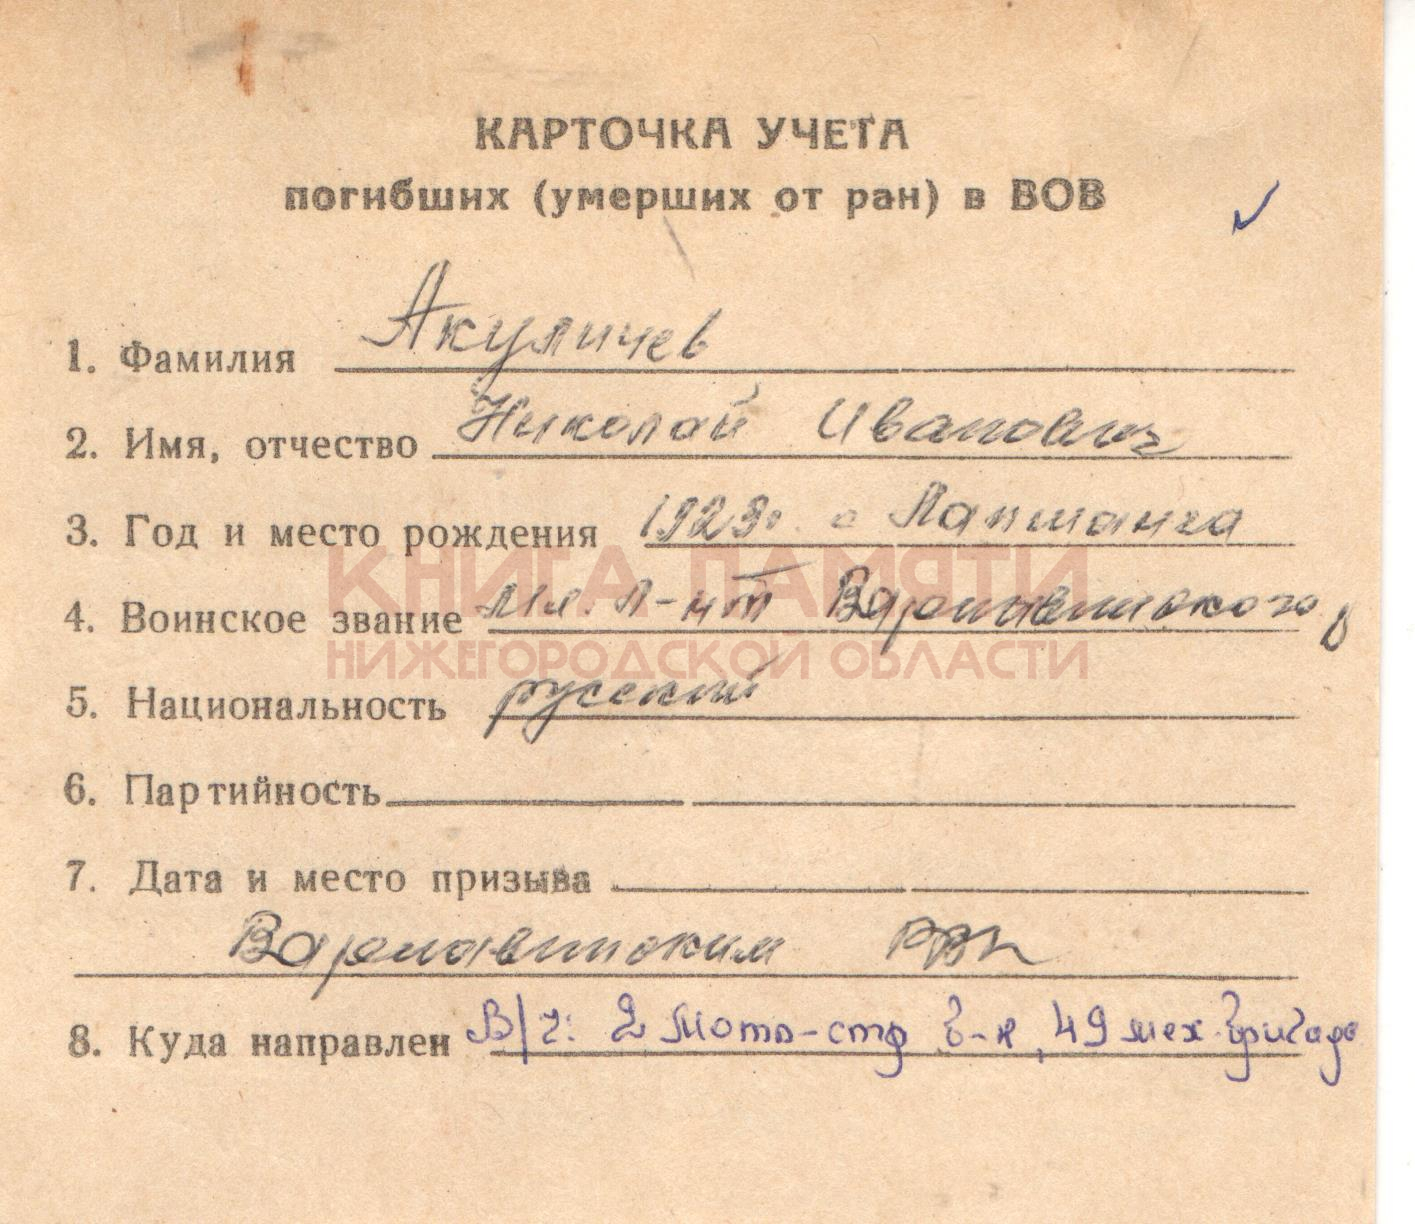 КАРТОЧКА УЧЕТА
погибших (умерших от ран) в ВОВ
1. Фамилия Акуличев
2. Имя, отчество Николай Иванович
3. Год и место рождения 1923г. с Лапшанга
КНИГА ПАМЯТИ
4. Воинское звание Мл. л-нт Варнавинского р
НИЖЕГОРОДСКОЙ ОБЛАСТИ
5. Национальность русский
6. Партийность
7. Дата и место призыва
Варнавинским РВК
8. Куда направлен В/ч: 2 мото-стр б-н, 49 мех. бригада